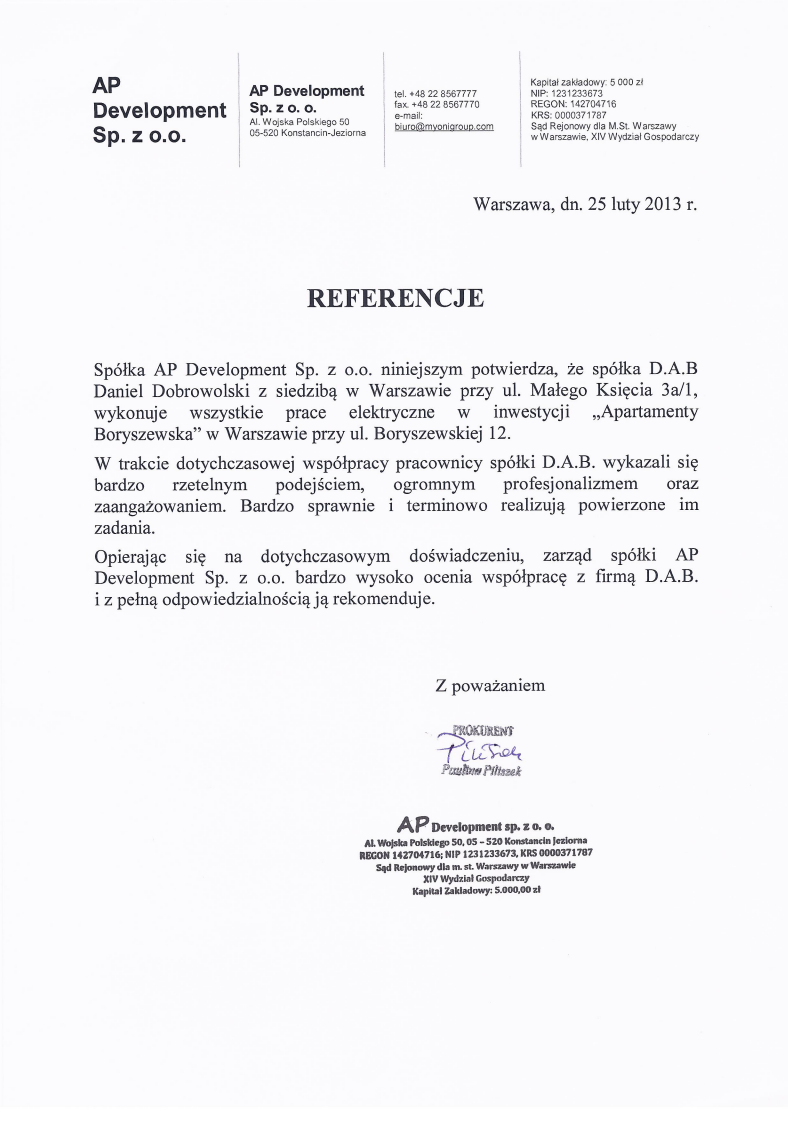 AP
Development
Sp. z o.o.
AP Development
Sp. z o. o.
Al. Wojska Polskiego 50
05-520 Konstancin-Jeziorna
tel. +48 22 8567777
fax. +48 22 8567770
e-mail:
biuro@myonigroup.com
Kapitał zakładowy: 5 000 zł
NIP: 1231233673
REGON: 142704716
KRS: 0000371787
Sąd Rejonowy dla M.St. Warszawy
w Warszawie, XIV Wydział Gospodarczy
Warszawa, dn. 25 luty 2013 r.
REFERENCJE
Spółka AP Development Sp. z o.o. niniejszym potwierdza, że spółka D.A.B
Daniel Dobrowolski z siedzibą w Warszawie przy ul. Małego Księcia 3a/1,
wykonuje wszystkie prace elektryczne w inwestycji „Apartamenty
Boryszewska” w Warszawie przy ul. Boryszewskiej 12.
W trakcie dotychczasowej współpracy pracownicy spółki D.A.B. wykazali się
bardzo rzetelnym podejściem, ogromnym profesjonalizmem oraz
zaangażowaniem. Bardzo sprawnie i terminowo realizują powierzone im
zadania.
Opierając się na dotychczasowym doświadczeniu, zarząd spółki AP
Development Sp. z o.o. bardzo wysoko ocenia współpracę z firmą D.A.B.
i z pełną odpowiedzialnością ją rekomenduje.
Z poważaniem
PROKURENT
Paulina Piliszek
AP Development sp. z o. o.
Al. Wojska Polskiego 50, 05 – 520 Konstancin Jeziorna
REGON 142704716; NIP 1231233673, KRS 0000371787
Sąd Rejonowy dla m. st. Warszawy w Warszawie
XIV Wydział Gospodarczy
Kapitał Zakładowy: 5.000,00 zł